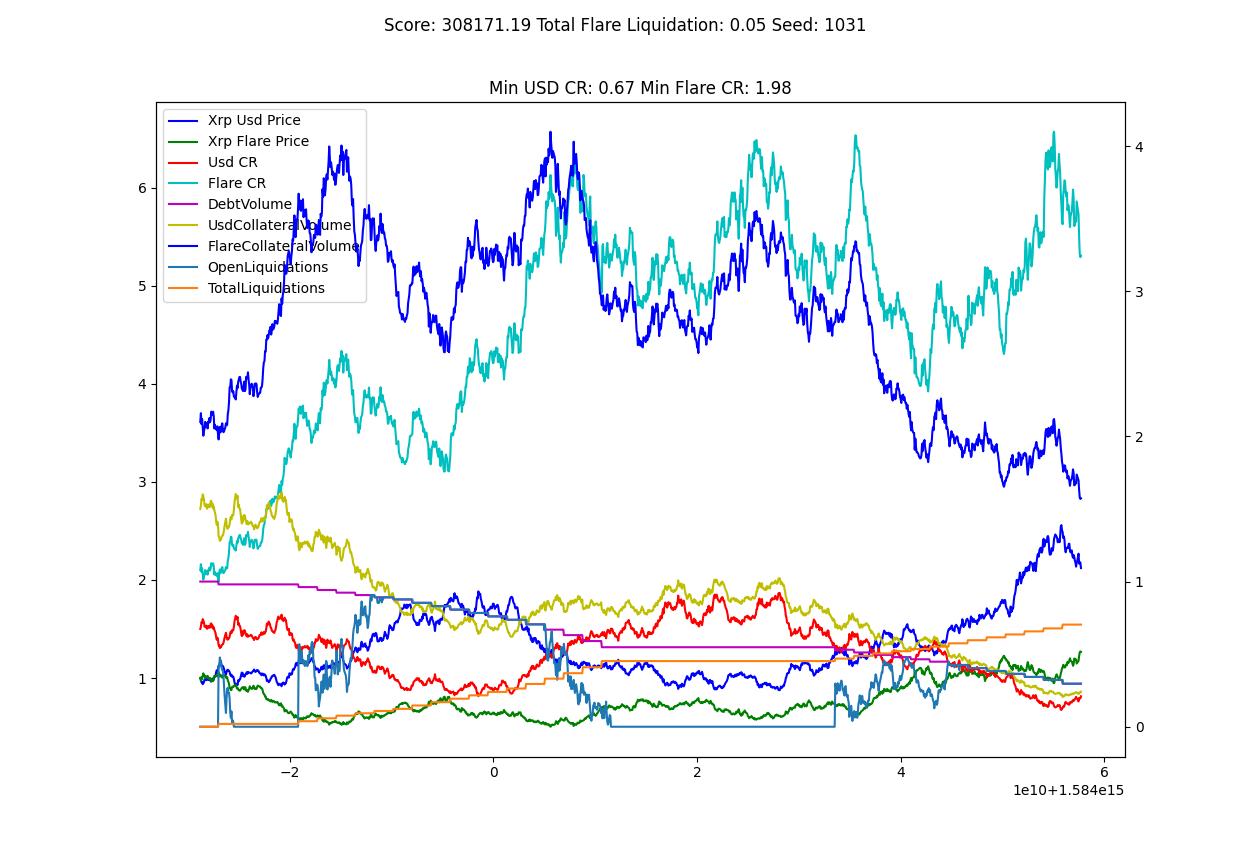 Score: 308171.19 Total Flare Liquidation: 0.05 Seed: 1031
Min USD CR: 0.67 Min Flare CR: 1.98
Xrp Usd Price
Xrp Flare Price
Usd CR
Flare CR
DebtVolume
UsdCollateralVolume
FlareCollateralVolume
OpenLiquidations
TotalLiquidations
6
5
4
3
2
1
4
3
2
1
0
−2
0
2
4
6
1e10+1.584e15